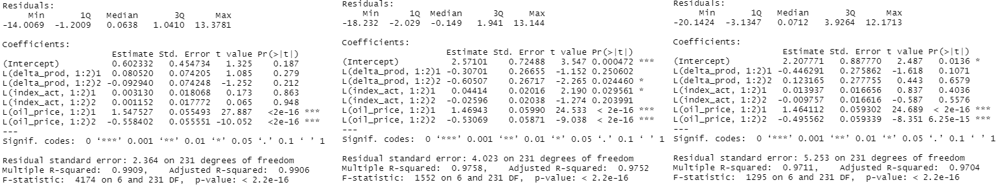 Residuals:
    Min      1Q  Median      3Q     Max
-14.0069  -1.2009   0.0638   1.0410  13.3781
Coefficients:
Estimate Std. Error t value Pr(>|t|)
(Intercept)              0.602332   0.454734   1.325    0.187
L(delta_prod, 1:2)1  0.080520   0.074205   1.085    0.279
L(delta_prod, 1:2)2 -0.092940   0.074248  -1.252    0.212
L(index_act, 1:2)1   0.003130   0.018068   0.173    0.863
L(index_act, 1:2)2   0.001152   0.017772   0.065    0.948
L(oil_price, 1:2)1   1.547527   0.055493  27.887   <2e-16 ***
L(oil_price, 1:2)2  -0.558402   0.055551 -10.052   <2e-16 ***
---
Signif. codes:  0 ‘***’ 0.001 ‘**’ 0.01 ‘*’ 0.05 ‘.’ 0.1 ‘ ’ 1
Residual standard error: 2.364 on 231 degrees of freedom
Multiple R-squared:  0.9909,    Adjusted R-squared:  0.9906
F-statistic:  4174 on 6 and 231 DF,  p-value: < 2.2e-16
Residuals:
    Min      1Q  Median      3Q     Max
-18.232  -2.029  -0.149   1.941  13.144
Coefficients:
Estimate Std. Error t value Pr(>|t|)
(Intercept)              2.57101    0.72488   3.547 0.000472 ***
L(delta_prod, 1:2)1 -0.30701    0.26655  -1.152 0.250602
L(delta_prod, 1:2)2 -0.60507    0.26717  -2.265 0.024460 *
L(index_act, 1:2)1   0.04414    0.02016   2.190 0.029561 *
L(index_act, 1:2)2  -0.02596    0.02038  -1.274 0.203991
L(oil_price, 1:2)1   1.46943    0.05990  24.533  < 2e-16 ***
L(oil_price, 1:2)2  -0.53069    0.05871  -9.038  < 2e-16 ***
---
Signif. codes:  0 ‘***’ 0.001 ‘**’ 0.01 ‘*’ 0.05 ‘.’ 0.1 ‘ ’ 1
Residual standard error: 4.023 on 231 degrees of freedom
Multiple R-squared:  0.9758,    Adjusted R-squared:  0.9752
F-statistic:  1552 on 6 and 231 DF,  p-value: < 2.2e-16
Residuals:
    Min      1Q  Median      3Q     Max
-20.1424  -3.1347   0.0712   3.9264  12.1713
Coefficients:
Estimate Std. Error t value Pr(>|t|)
(Intercept)              2.207771   0.887770   2.487   0.0136 *
L(delta_prod, 1:2)1 -0.446291   0.275862  -1.618   0.1071
L(delta_prod, 1:2)2  0.123165   0.277755   0.443   0.6579
L(index_act, 1:2)1   0.013937   0.016656   0.837   0.4036
L(index_act, 1:2)2  -0.009757   0.016616  -0.587   0.5576
L(oil_price, 1:2)1   1.464112   0.059302  24.689  < 2e-16 ***
L(oil_price, 1:2)2  -0.495562   0.059339  -8.351 6.25e-15 ***
---
Signif. codes:  0 ‘***’ 0.001 ‘**’ 0.01 ‘*’ 0.05 ‘.’ 0.1 ‘ ’ 1
Residual standard error: 5.253 on 231 degrees of freedom
Multiple R-squared:  0.9711,    Adjusted R-squared:  0.9704
F-statistic:  1295 on 6 and 231 DF,  p-value: < 2.2e-16